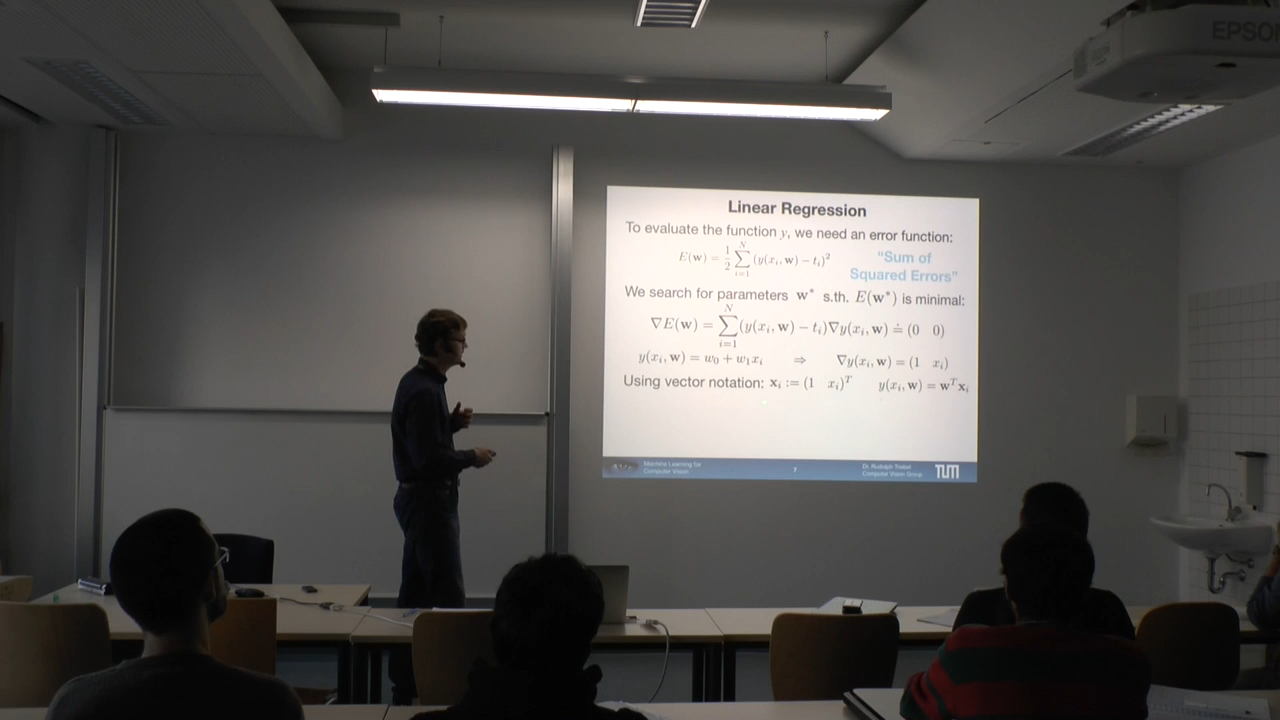 EPSO
Linear Regression
To evaluate the function y, we need an error function:
E(w) = 1/2 ∑_{i=1}^{N} (y(x_i, w) − t_i)²
"Sum of
Squared Errors"
We search for parameters w* s.th. E(w*) is minimal:
∇E(w) = ∑_{i=1}^{N} (y(x_i, w) − t_i)∇y(x_i, w) ≐ (0 0)
y(x_i, w) = w_0 + w_1x_i ⇒ ∇y(x_i, w) = (1 x_i)
Using vector notation: x_i := (1 x_i)^T y(x_i, w) = w^T x_i
Machine Learning for
Computer Vision
7
Dr. Rudolph Triebel
Computer Vision Group
TUM